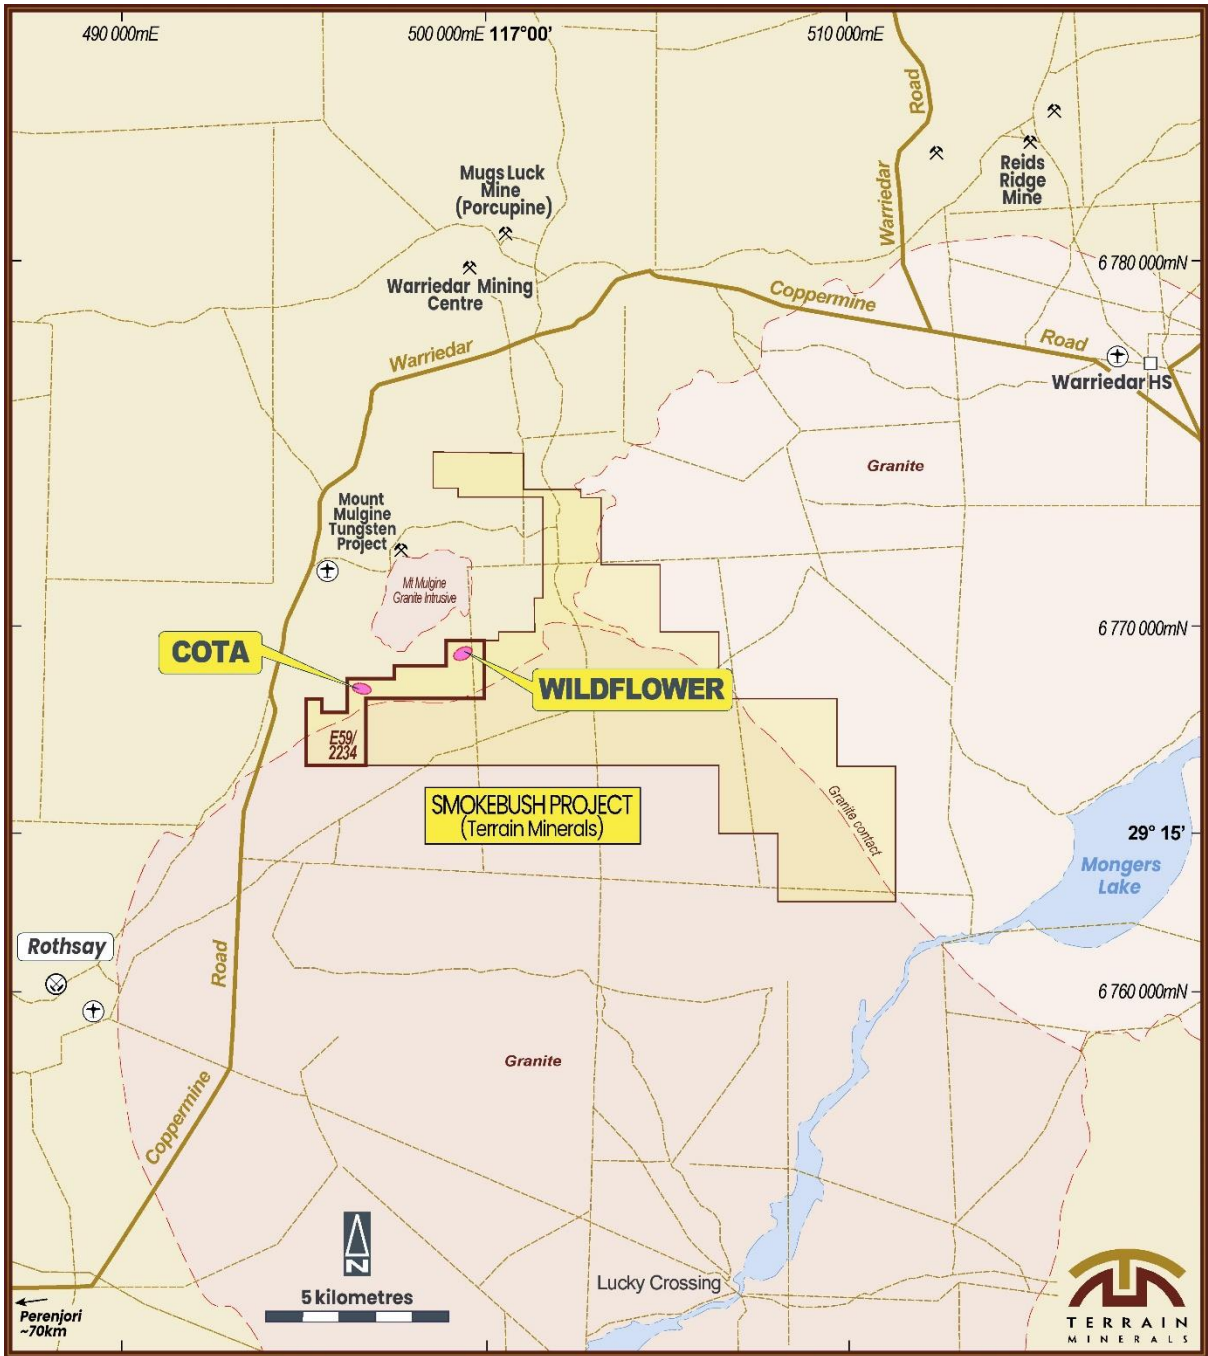 490 000mE
500 000mE 117°00'
510 000mE
Road
Warriedar
Reids
Ridge
Mine
Mugs Luck
Mine
(Porcupine)
Warriedar Mining
Centre
6 780 000mN
Coppermine
Road
Warriedar
Warriedar HS
Granite
Mount
Mulgine
Tungsten
Project
Mt Mulgine
Granite Intrusive
6 770 000mN
COTA
WILDFLOWER
E59/
2234
SMOKEBUSH PROJECT
(Terrain Minerals)
Granite contact
29° 15'
Mongers
Lake
Rothsay
Road
6 760 000mN
Granite
Coppermine
N
Lucky Crossing
5 kilometres
Perenjori
~70km
TERRAIN
MINERALS